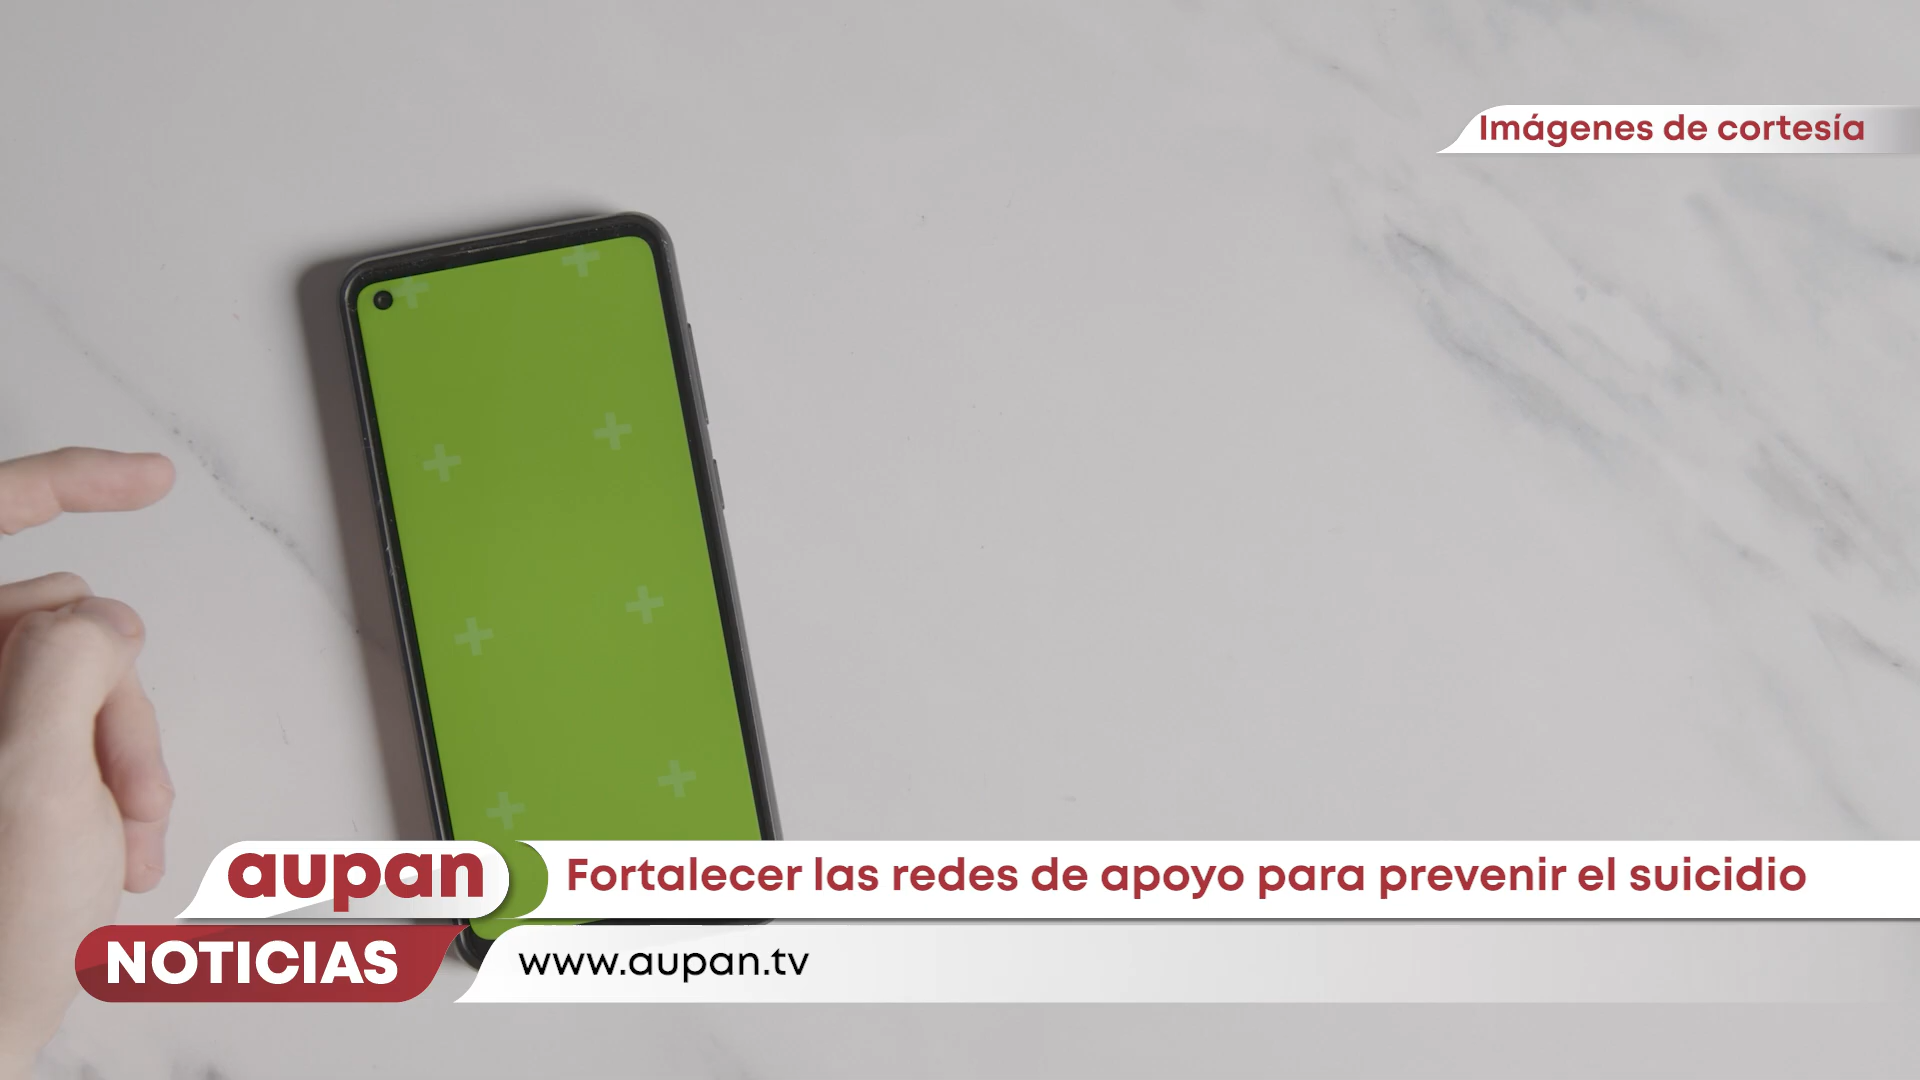 Imágenes de cortesía
aupan
Fortalecer las redes de apoyo para prevenir el suicidio
NOTICIAS
www.aupan.tv